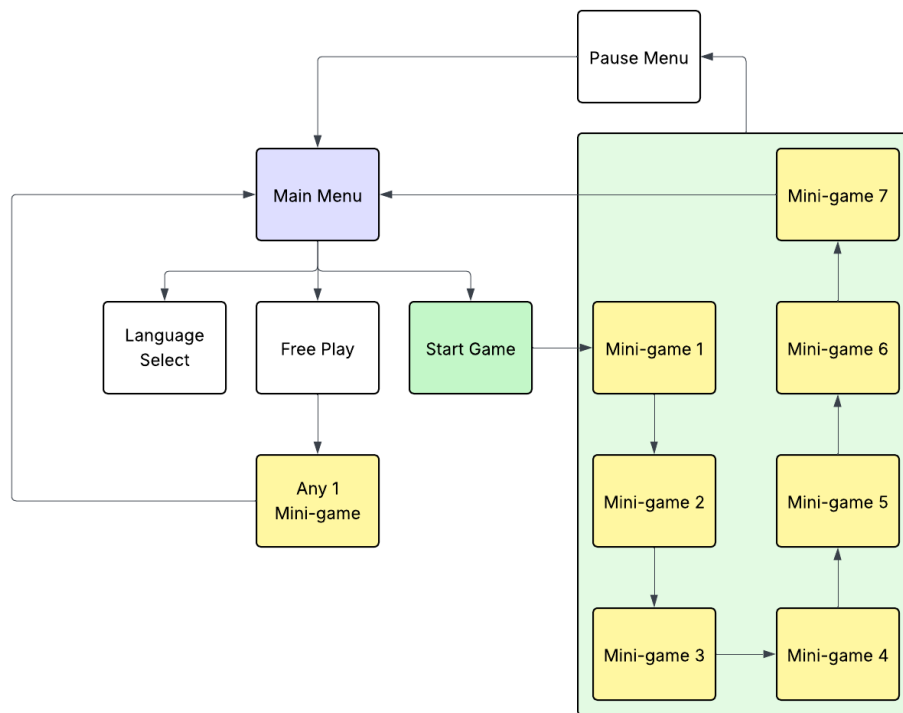 Pause Menu
Main Menu
Mini-game 7
Language
Select
Free Play
Start Game
Mini-game 1
Mini-game 6
Any 1
Mini-game
Mini-game 2
Mini-game 5
Mini-game 3
Mini-game 4